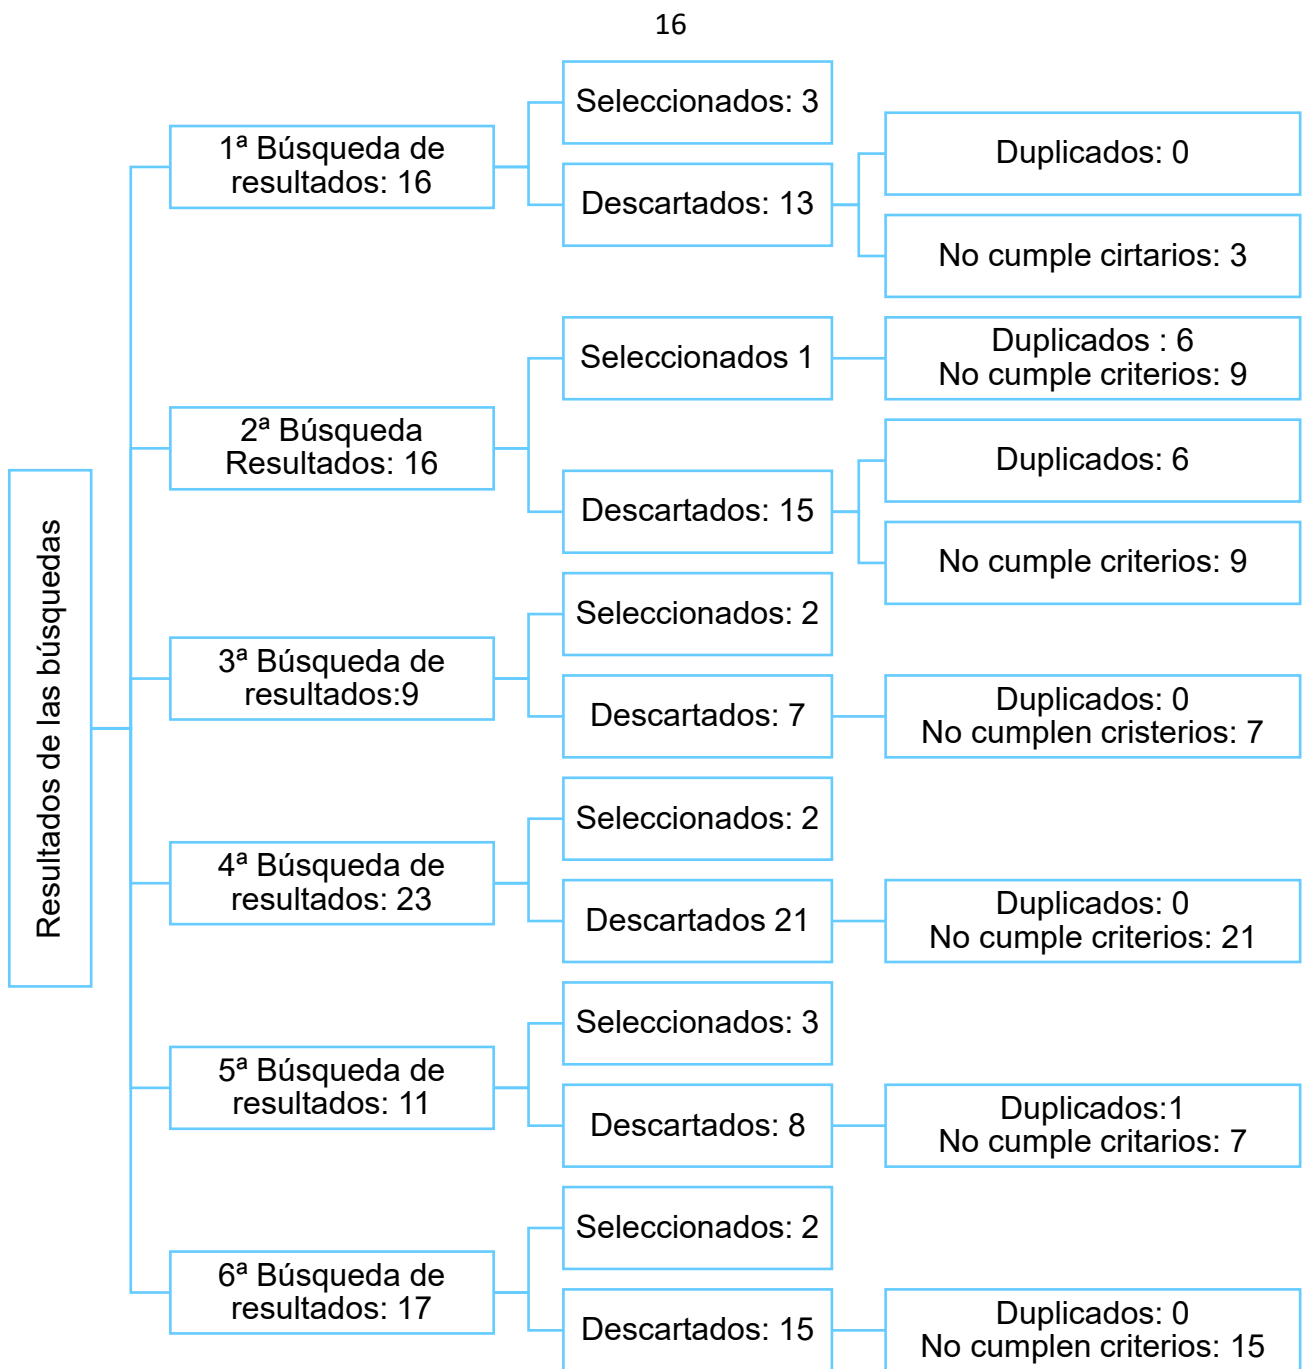 16
Resultados de las búsquedas
1ª Búsqueda de
resultados: 16
Seleccionados: 3
Descartados: 13
Duplicados: 0
No cumple cirtarios: 3
2ª Búsqueda
Resultados: 16
Seleccionados 1
Duplicados : 6
No cumple criterios: 9
Descartados: 15
Duplicados: 6
No cumple criterios: 9
3ª Búsqueda de
resultados:9
Seleccionados: 2
Descartados: 7
Duplicados: 0
No cumplen cristerios: 7
4ª Búsqueda de
resultados: 23
Seleccionados: 2
Descartados 21
Duplicados: 0
No cumple criterios: 21
5ª Búsqueda de
resultados: 11
Seleccionados: 3
Descartados: 8
Duplicados:1
No cumple critarios: 7
6ª Búsqueda de
resultados: 17
Seleccionados: 2
Descartados: 15
Duplicados: 0
No cumplen criterios: 15